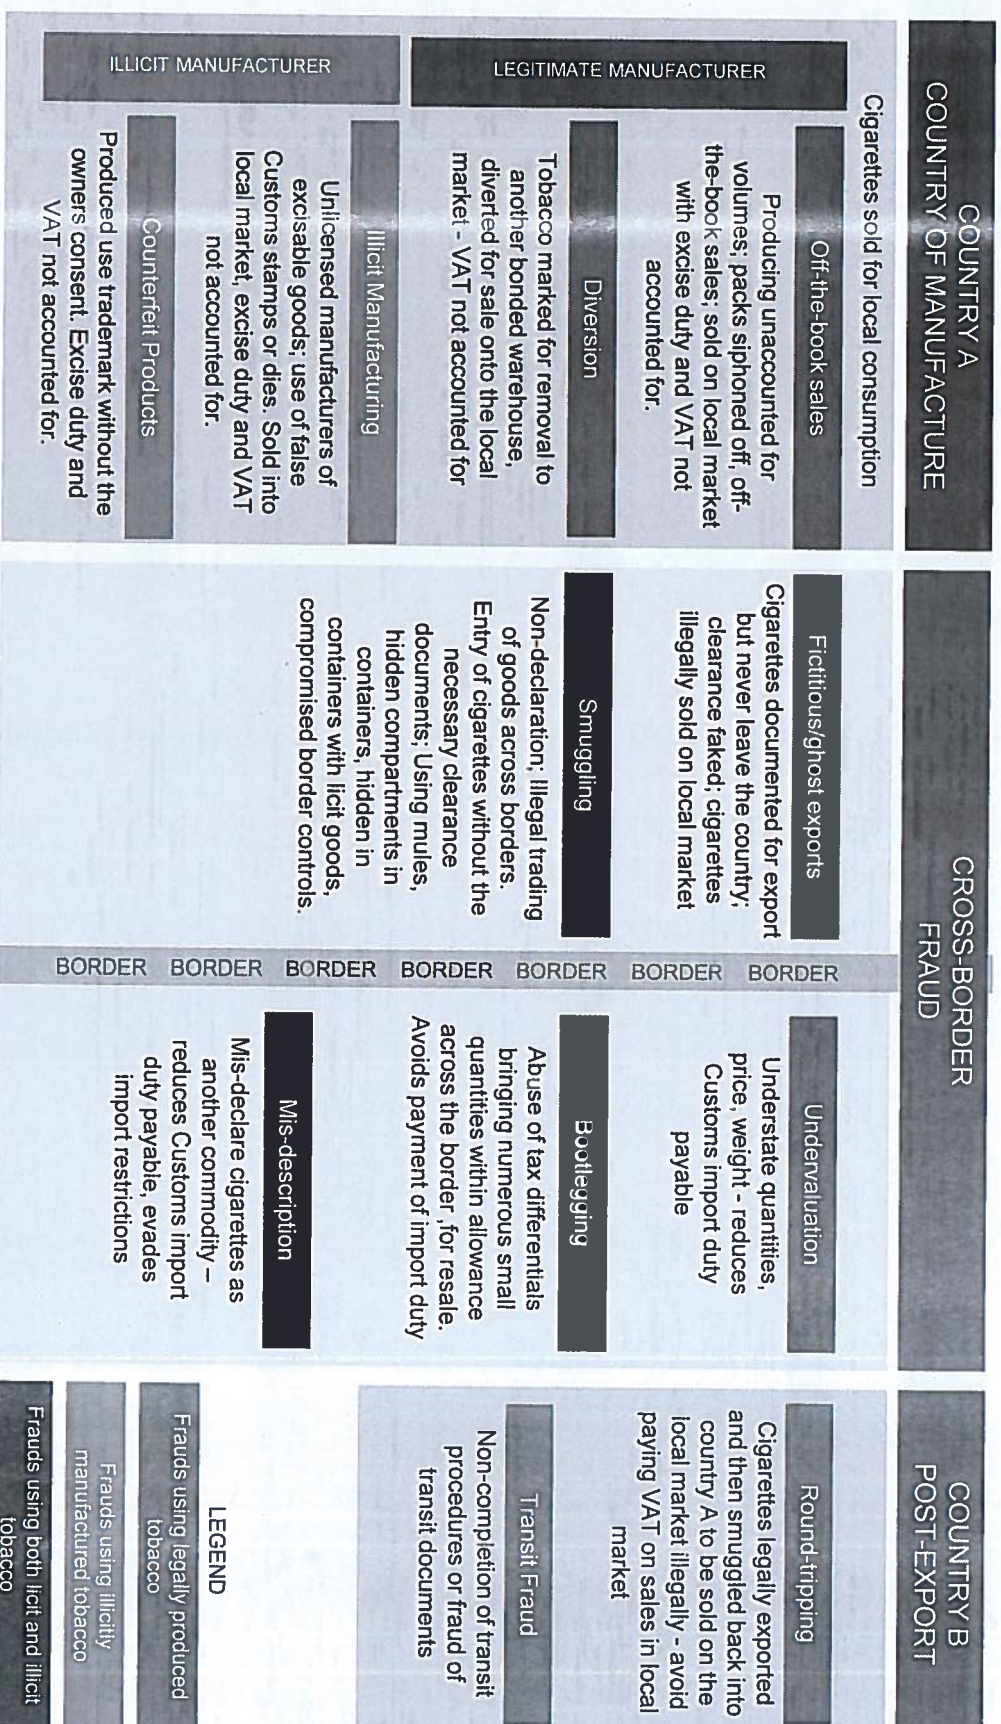 COUNTRY A
COUNTRY OF MANUFACTURE
Cigarettes sold for local consumption
LEGITIMATE MANUFACTURER
Off-the-book sales
Producing unaccounted for
volumes; packs siphoned off, off-
the-book sales; sold on local market
with excise duty and VAT not
accounted for.
Diversion
Tobacco marked for removal to
another bonded warehouse,
diverted for sale onto the local
market - VAT not accounted for
ILLICIT MANUFACTURER
Illicit Manufacturing
Unlicensed manufacturers of
excisable goods; use of false
Customs stamps or dies. Sold into
local market, excise duty and VAT
not accounted for.
Counterfeit Products
Produced use trademark without the
owners consent. Excise duty and
VAT not accounted for.
CROSS-BORDER
FRAUD
Fictitious/ghost exports
Cigarettes documented for export
but never leave the country;
clearance faked; cigarettes
illegally sold on local market
Smuggling
Non-declaration; Illegal trading
of goods across borders.
Entry of cigarettes without the
necessary clearance
documents; Using mules,
hidden compartments in
containers, hidden in
containers with licit goods,
compromised border controls.
BORDER BORDER BORDER BORDER BORDER BORDER BORDER
Undervaluation
Understate quantities,
price, weight - reduces
Customs import duty
payable
Bootlegging
Abuse of tax differentials
bringing numerous small
quantities within allowance
across the border ,for resale.
Avoids payment of import duty
Mis-description
Mis-declare cigarettes as
another commodity –
reduces Customs import
duty payable, evades
import restrictions
COUNTRY B
POST-EXPORT
Round-tripping
Cigarettes legally exported
and then smuggled back into
country A to be sold on the
local market illegally - avoid
paying VAT on sales in local
market
Transit Fraud
Non-completion of transit
procedures or fraud of
transit documents
LEGEND
Frauds using legally produced
tobacco
Frauds using illicitly
manufactured tobacco
Frauds using both licit and illicit
tobacco